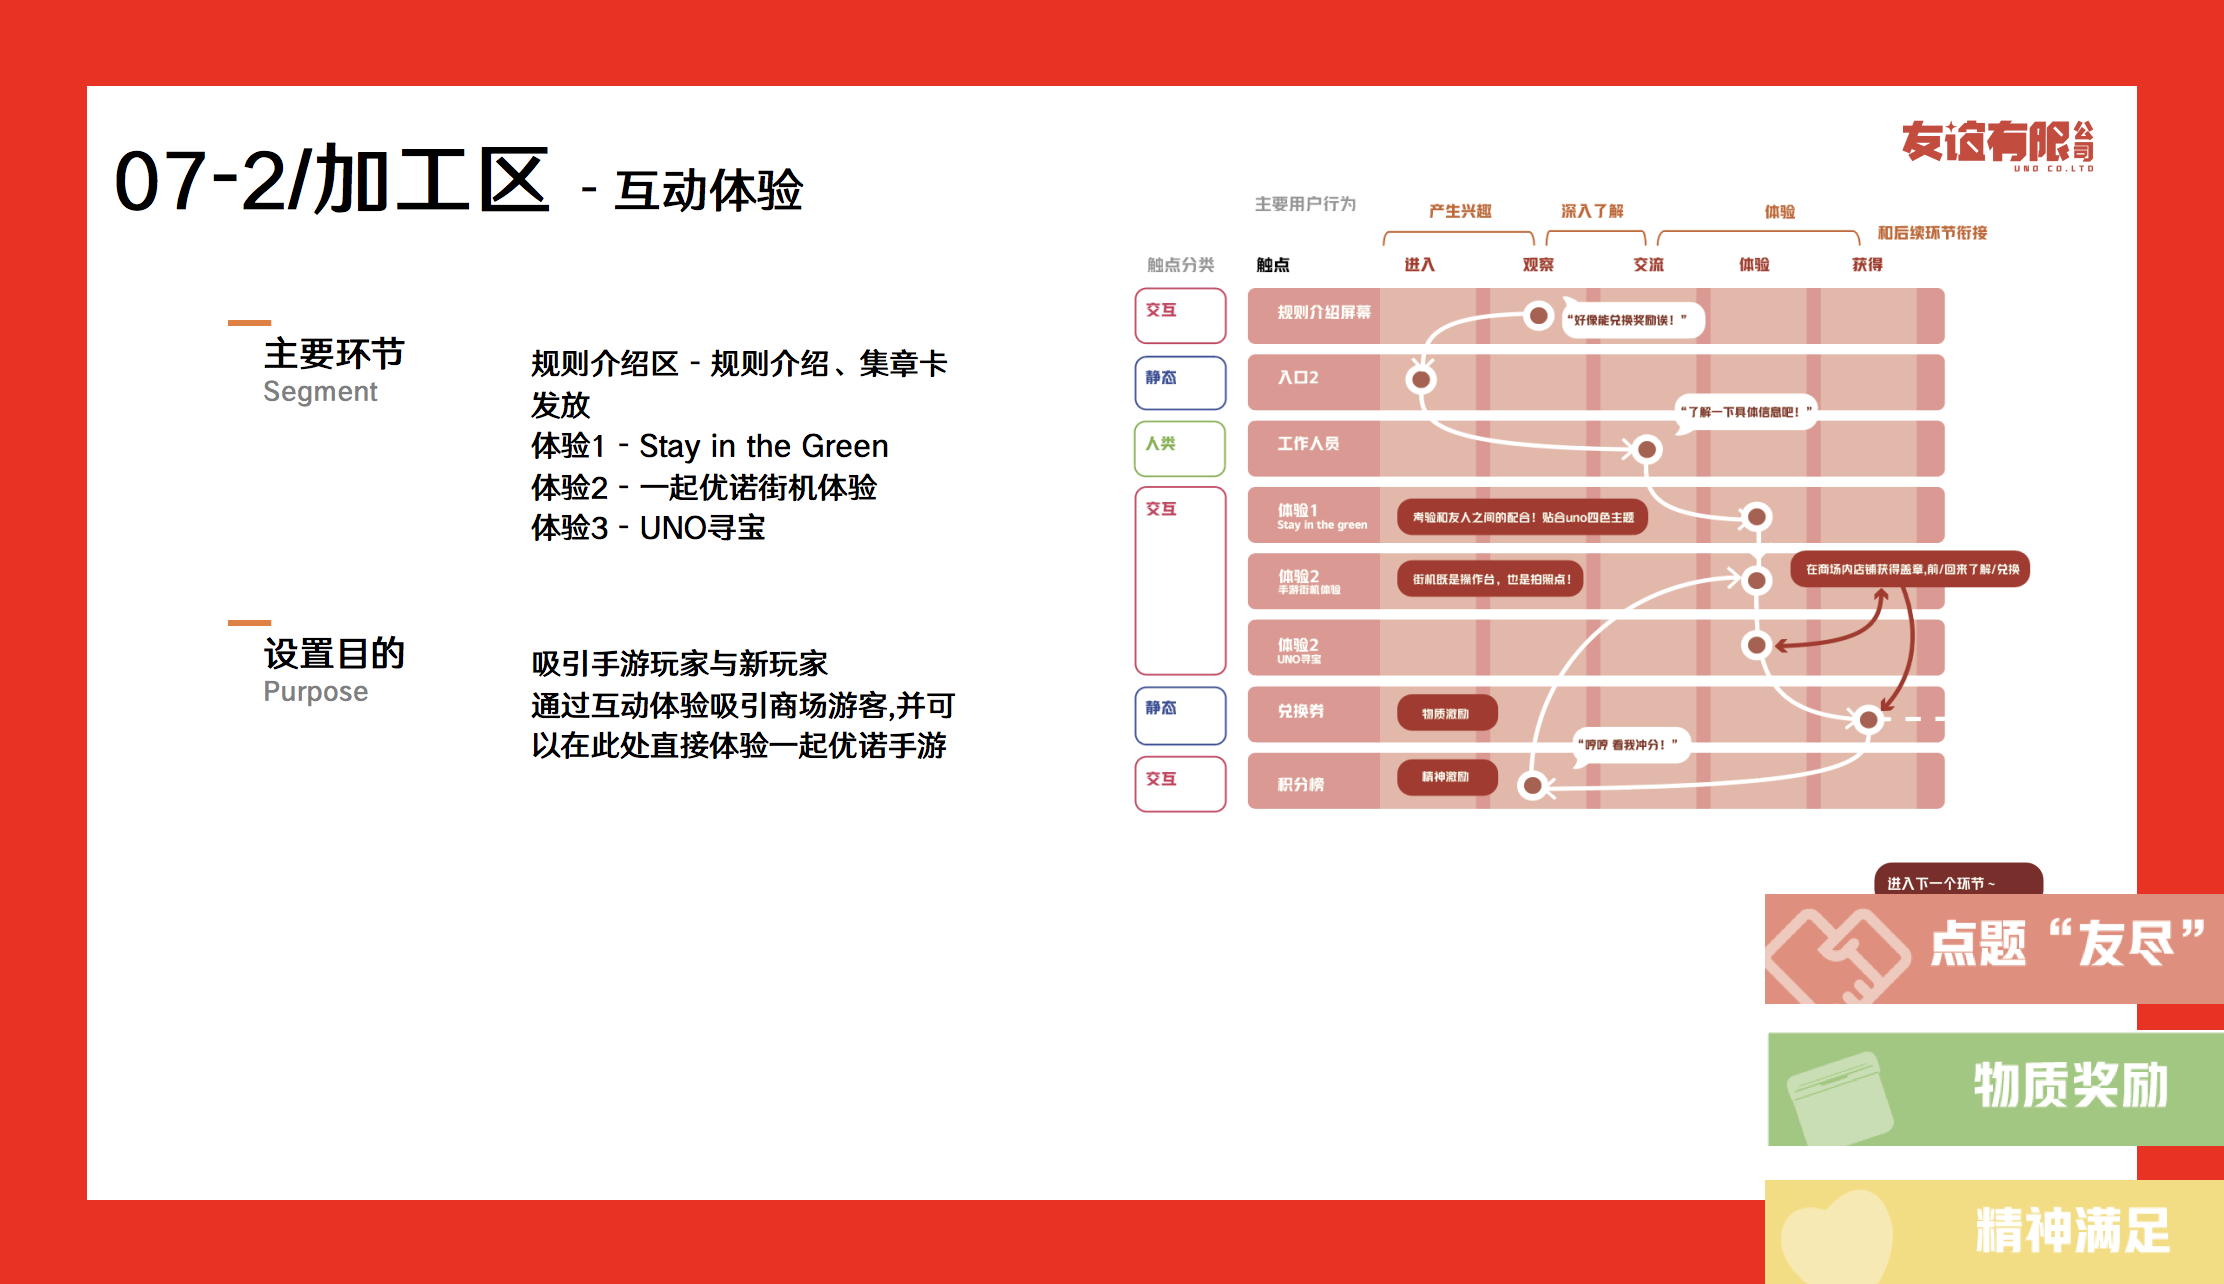 07-2/加工区 - 互动体验
友谊有限公司
UNO CO.LTD
主要环节
Segment
规则介绍区 - 规则介绍、集章卡
发放
体验1 - Stay in the Green
体验2 - 一起优诺街机体验
体验3 - UNO寻宝
设置目的
Purpose
吸引手游玩家与新玩家
通过互动体验吸引商场游客,并可
以在此处直接体验一起优诺手游
主要用户行为
产生兴趣
深入了解
体验
和后续环节衔接
触点分类
触点
进入
观察
交流
体验
获得
交互
规则介绍屏幕
“好像能兑换奖励诶！”
静态
入口2
“了解一下具体信息吧！”
人类
工作人员
交互
体验1
Stay in the green
考验和友人之间的配合！贴合uno四色主题
体验2
手游街机体验
街机既是操作台，也是拍照点！
在商场内店铺获得盖章,前/回来了解/兑换
体验2
UNO寻宝
静态
兑换券
物质激励
“哼哼 看我冲分！”
交互
积分榜
精神激励
进入下一个环节 ~
点题“友尽”
物质奖励
精神满足